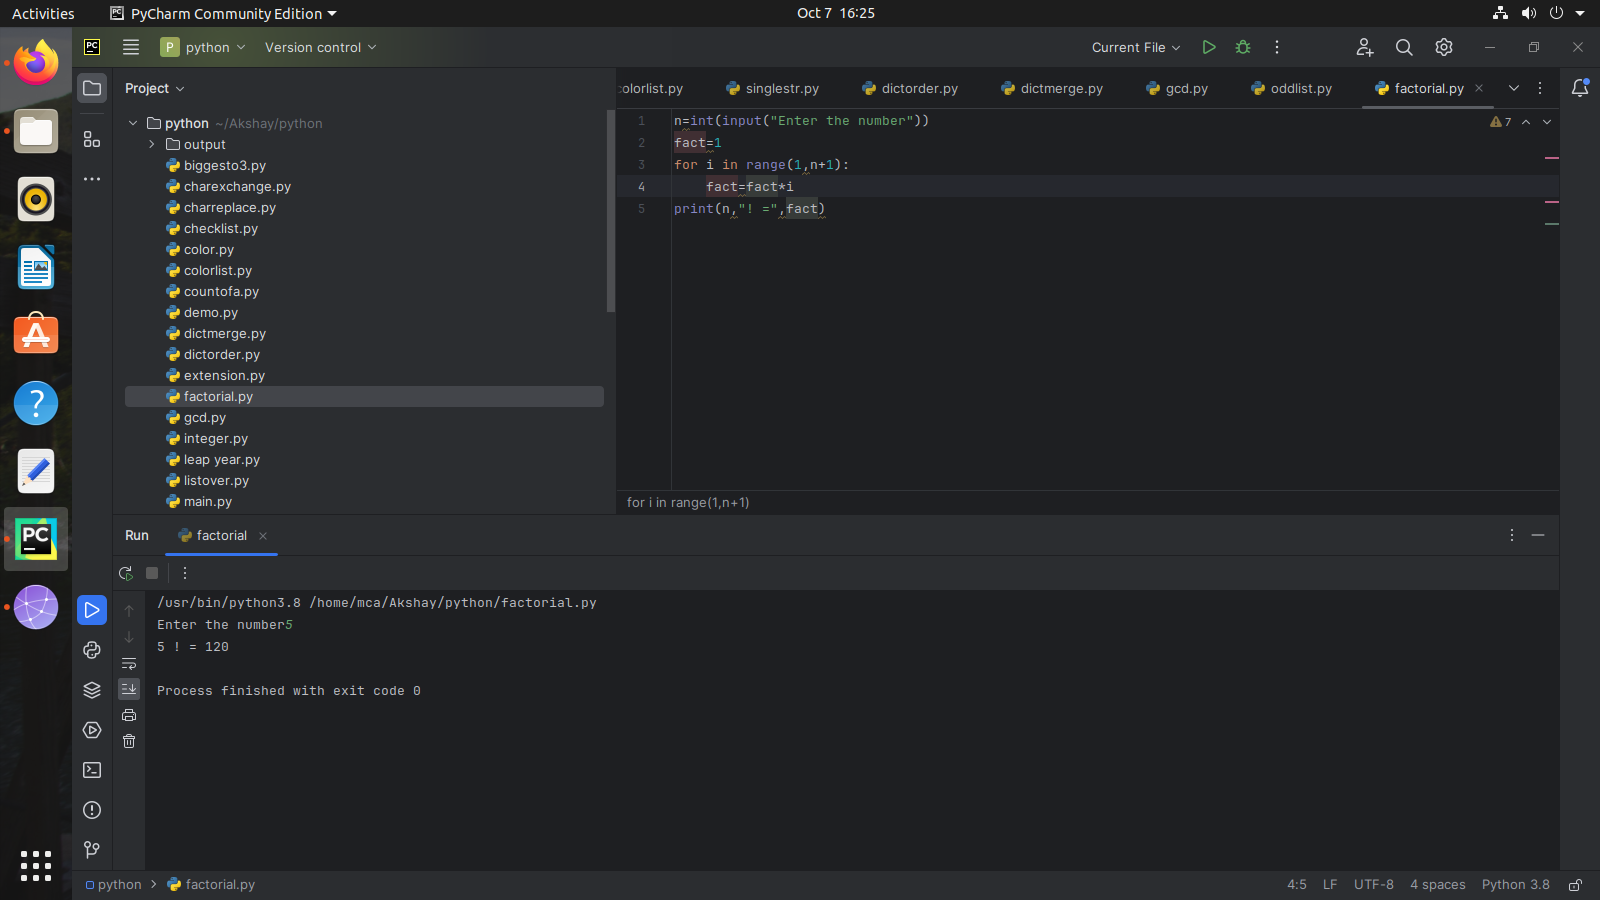 Activities
PyCharm Community Edition
Oct 7 16:25
PC
P python
Version control
Current File
Project
olorlist.py
singlestr.py
dictorder.py
dictmerge.py
gcd.py
oddlist.py
factorial.py
python ~/Akshay/python
output
biggesto3.py
charexchange.py
charreplace.py
checklist.py
color.py
colorlist.py
countofa.py
demo.py
dictmerge.py
dictorder.py
extension.py
factorial.py
gcd.py
integer.py
leap year.py
listover.py
main.py
1 n=int(input("Enter the number"))
2 fact=1
3 for i in range(1,n+1):
4 fact=fact*i
5 print(n,"! =",fact)
7
for i in range(1,n+1)
Run
factorial
/usr/bin/python3.8 /home/mca/Akshay/python/factorial.py
Enter the number5
5 ! = 120
Process finished with exit code 0
PC
python
factorial.py
4:5
LF
UTF-8
4 spaces
Python 3.8